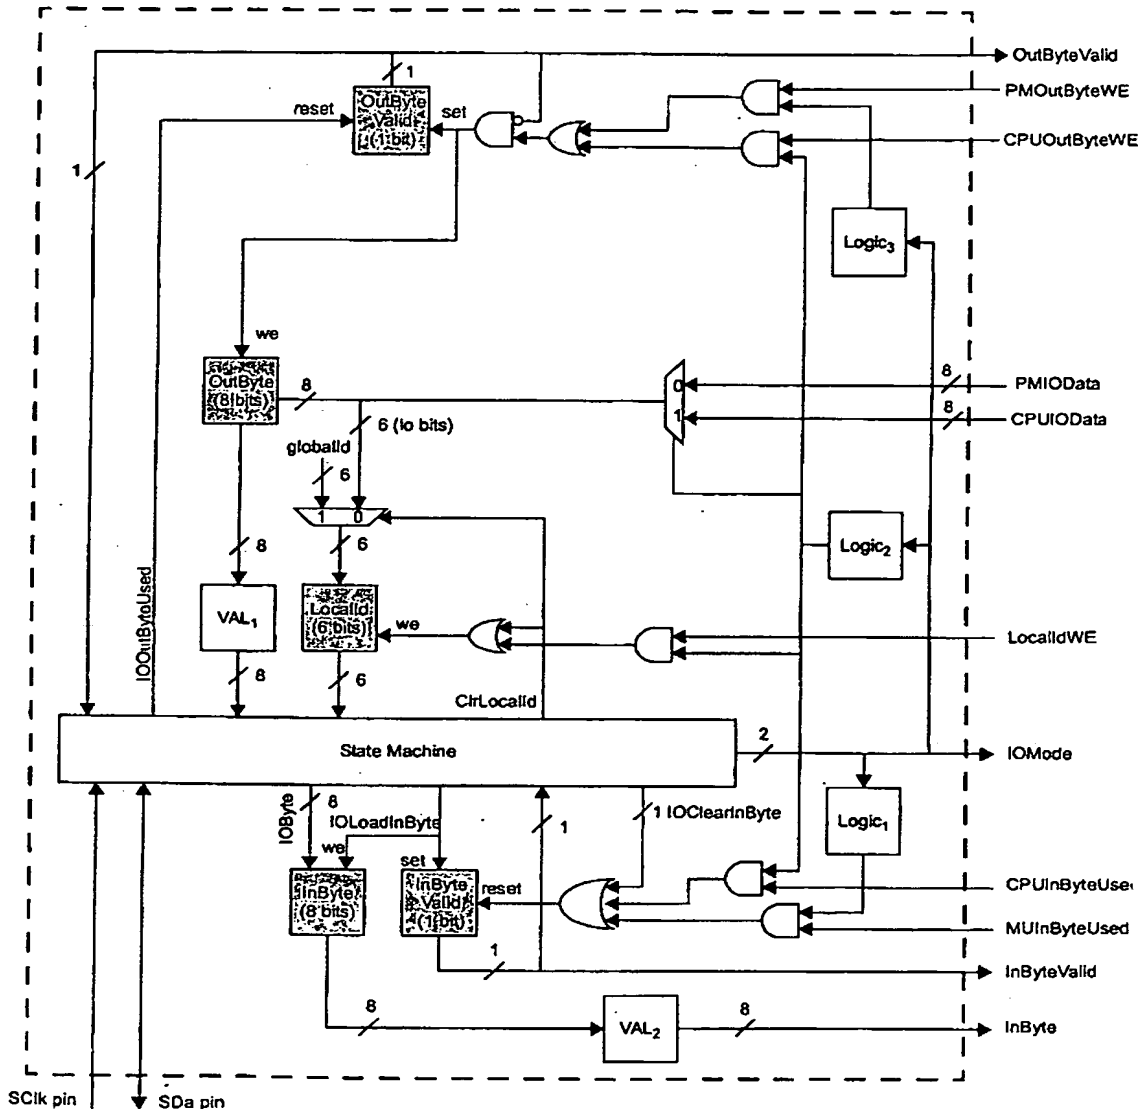 OutByteValid
1
OutByte
Valid
(1 bit)
reset
set
PMOutByteWE
CPUOutByteWE
1
Logic3
we
OutByte
(8 bits)
8
0
1
8
PMIOData
8
CPUIOData
6 (lo bits)
globalId
6
1 0
6
Logic2
8
IOOutByteUsed
VAL1
LocalId
(6 bits)
we
LocalIdWE
8
6
ClrLocalId
State Machine
2
IOMode
IOByte
8
IOLoadInByte
1
1 IOClearInByte
Logic1
we
set
InByte
(8 bits)
InByte
Valid
(1 bit)
reset
CPUInByteUsed
MUInByteUsed
1
InByteValid
8
VAL2
8
InByte
SClk pin
SDa pin